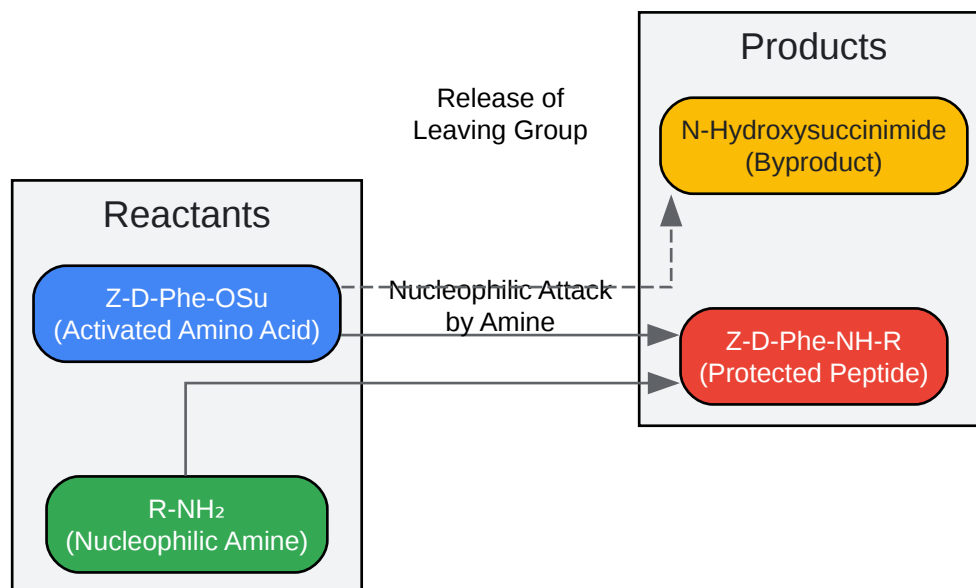 Products
Release of
Leaving Group
N-Hydroxysuccinimide
(Byproduct)
Reactants
Z-D-Phe-OSu
(Activated Amino Acid)
Nucleophilic Attack
by Amine
Z-D-Phe-NH-R
(Protected Peptide)
R-NH₂
(Nucleophilic Amine)